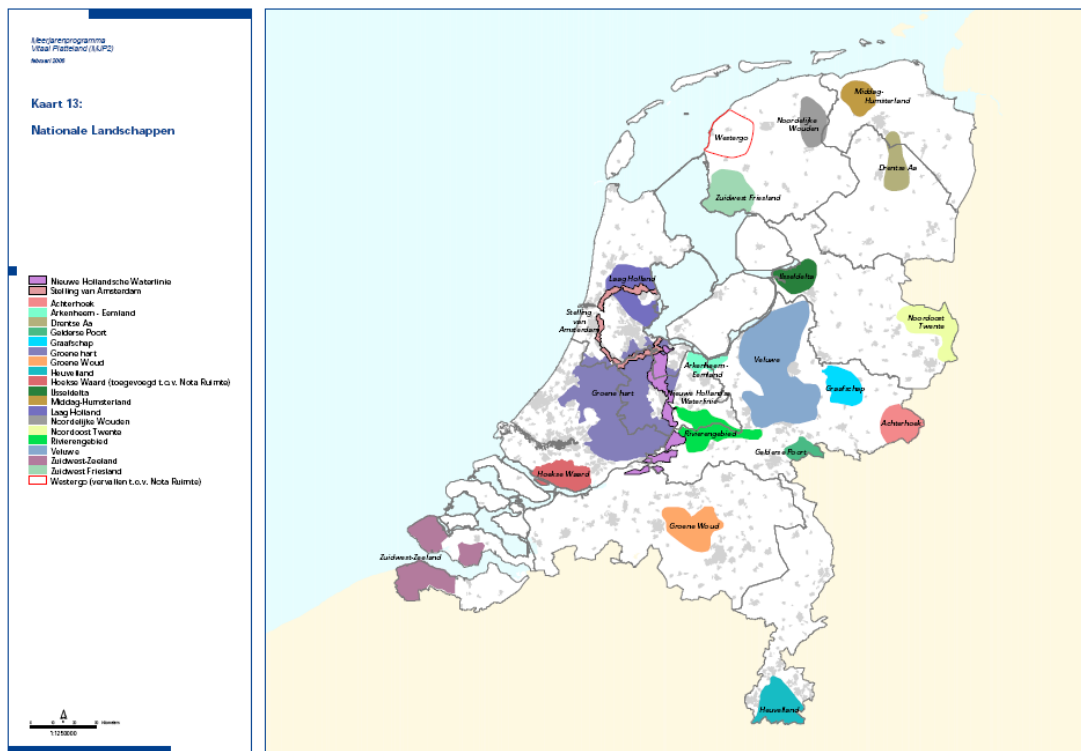 Meerjarenprogramma
Vitaal Platteland (MJP2)
februari 2008
Kaart 13:
Nationale Landschappen
Nieuwe Hollandsche Waterlinie
Stelling van Amsterdam
Achterhoek
Arkenheem - Eemland
Drentse Aa
Gelderse Poort
Graafschap
Groene hart
Groene Woud
Heuvelland
Hoekse Waard (toegevoegd t.o.v. Nota Ruimte)
IJsseldelta
Middag-Humsterland
Laag Holland
Noordelijke Wouden
Noordoost Twente
Rivierengebied
Veluwe
Zuidwest-Zeeland
Zuidwest Friesland
Westergo (vervallen t.o.v. Nota Ruimte)
1:1250000
Middag-
Humsterland
Noordelijke
Wouden
Westergo
Drentse Aa
Zuidwest Friesland
Laag Holland
IJsseldelta
Stelling
van
Amsterdam
Noordoost
Twente
Veluwe
Arkenheem-
Eemland
Graafschap
Groene hart
Nieuwe Hollandse
Waterlinie
Achterhoek
Rivierengebied
Gelderse Poort
Hoekse Waard
Groene Woud
Zuidwest-Zeeland
Heuvelland